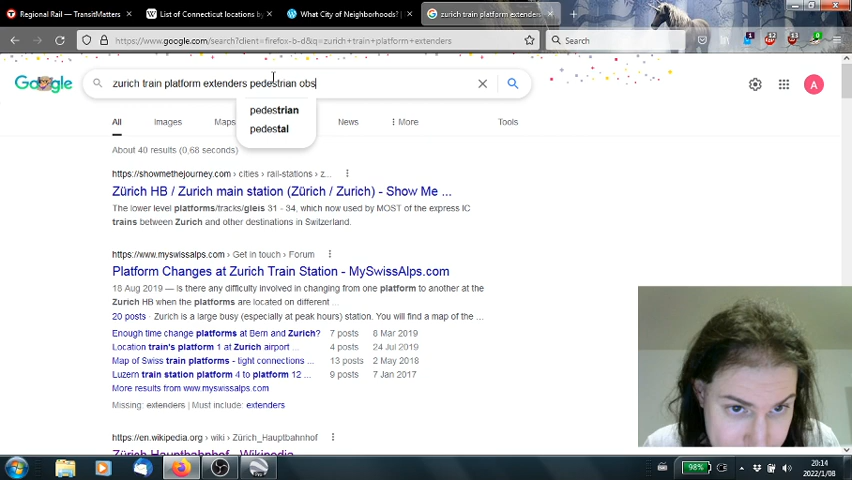 Regional Rail — TransitMatters
List of Connecticut locations by
What City of Neighborhoods? |
zurich train platform extenders
https://www.google.com/search?client=firefox-b-d&q=zurich+train+platform+extenders
Search
1
12
13
Google
zurich train platform extenders pedestrian obs
A
pedestrian
pedestal
All
Images
Maps
News
More
Tools
About 40 results (0,68 seconds)
https://showmethejourney.com › cities › rail-stations › z...
Zürich HB / Zurich main station (Zürich / Zurich) - Show Me ...
The lower level platforms/tracks/gleis 31 - 34, which now used by MOST of the express IC
trains between Zurich and other destinations in Switzerland.
https://www.myswissalps.com › Get in touch › Forum
Platform Changes at Zurich Train Station - MySwissAlps.com
18 Aug 2019 — Is there any difficulty involved in changing from one platform to another at the
Zurich HB when the platforms are located on different ...
20 posts · Zurich is a large busy (especially at peak hours) station. You will find a map of the ...
Enough time change platforms at Bern and Zurich? 7 posts 8 Mar 2019
Location train's platform 1 at Zurich airport ... 4 posts 24 Jul 2019
Map of Swiss train platforms - tight connections ... 13 posts 2 May 2018
Luzern train station platform 4 to platform 12 ... 9 posts 7 Jan 2017
More results from www.myswissalps.com
Missing: extenders | Must include: extenders
https://en.wikipedia.org › wiki › Zürich_Hauptbahnhof
Zürich Hauptbahnhof - Wikipedia
98%
20:14
2022/1/08